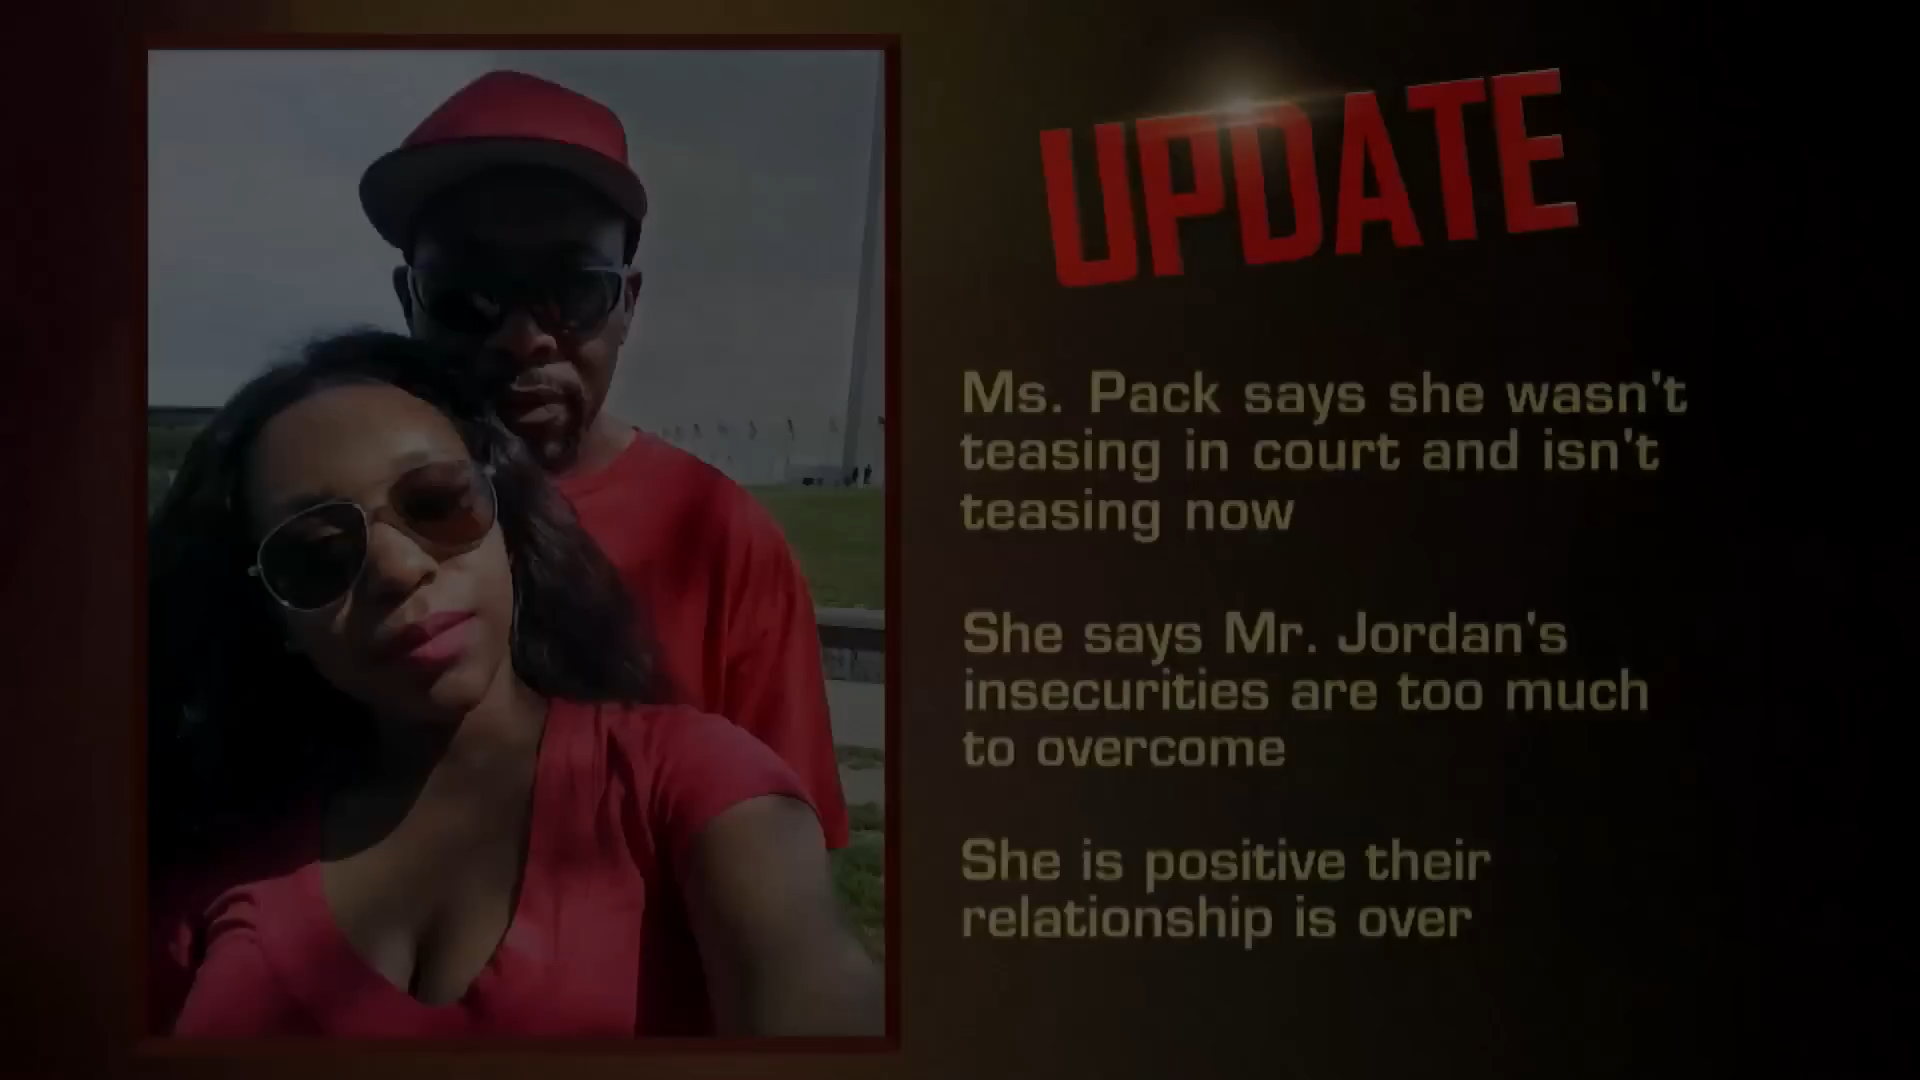 UPDATE
Ms. Pack says she wasn't
teasing in court and isn't
teasing now
She says Mr. Jordan's
insecurities are too much
to overcome
She is positive their
relationship is over